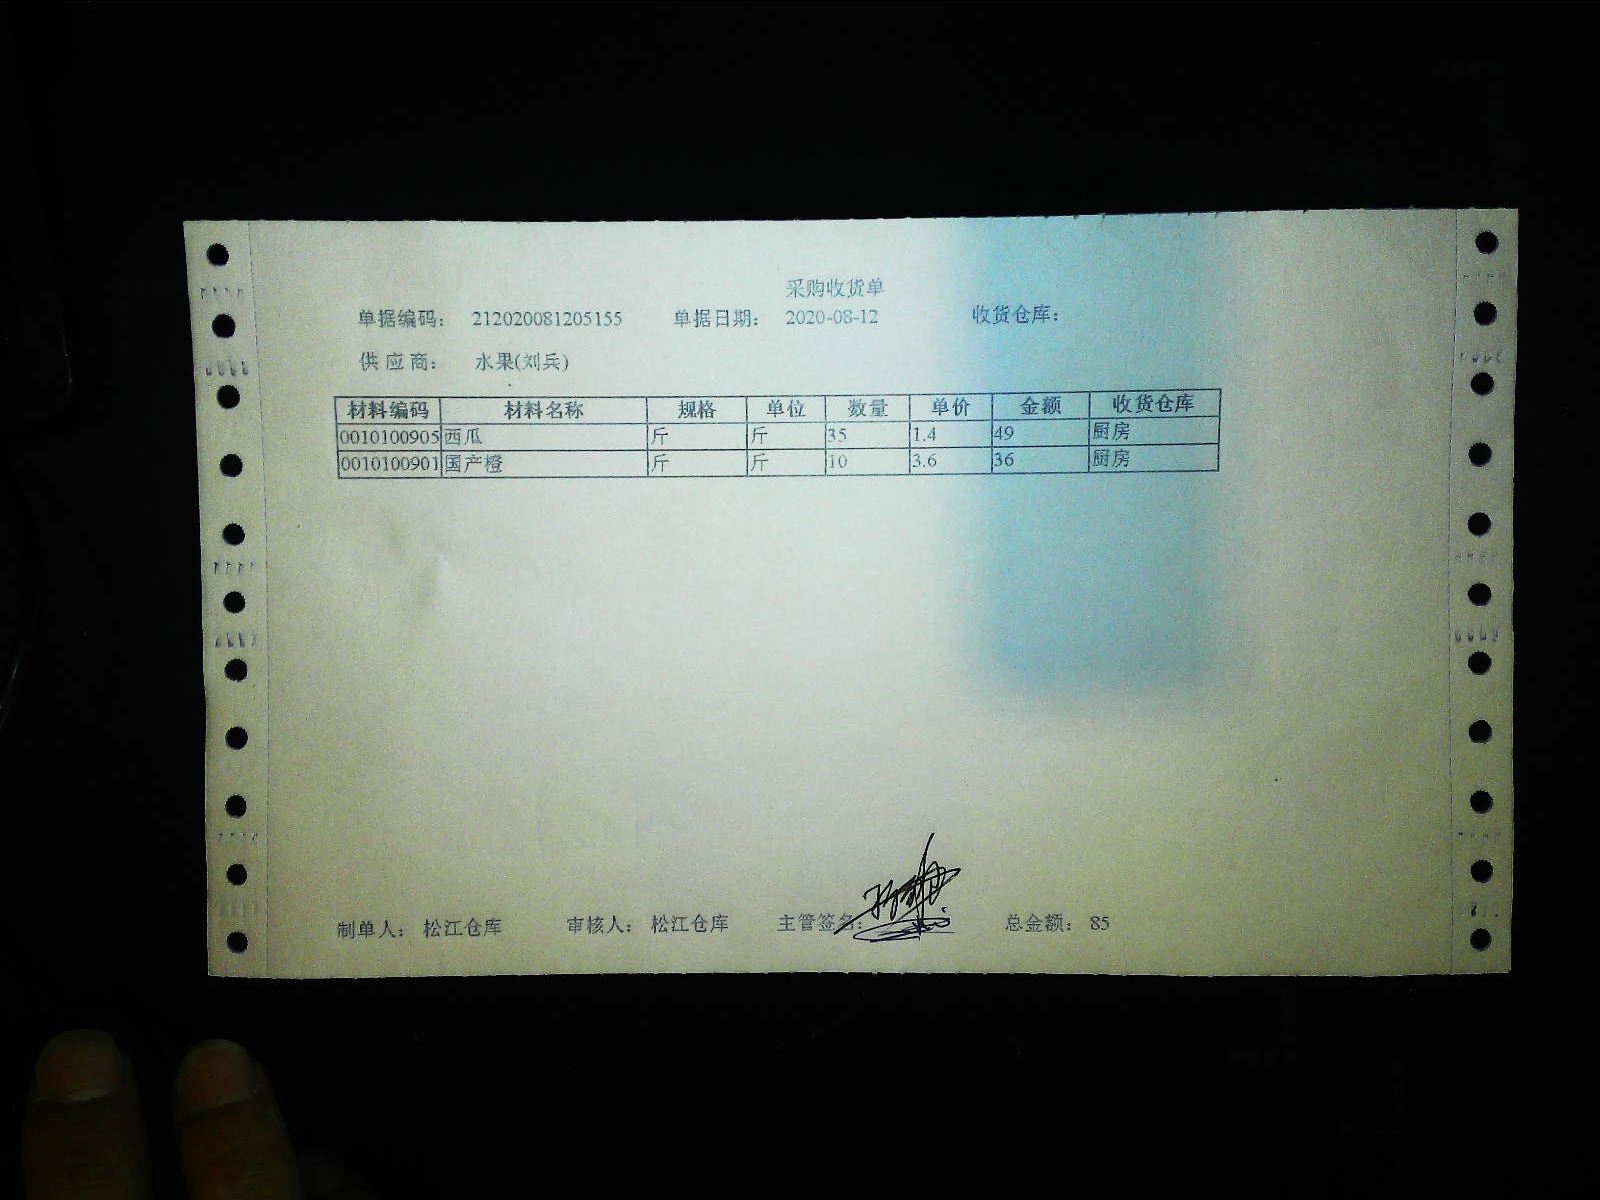 采购收货单
单据编码： 212020081205155 单据日期： 2020-08-12 收货仓库：
供应商： 水果(刘兵)
材料编码 材料名称 规格 单位 数量 单价 金额 收货仓库
0010100905 西瓜 斤 斤 35 1.4 49 厨房
0010100901 国产橙 斤 斤 10 3.6 36 厨房
制单人： 松江仓库 审核人： 松江仓库 主管签名： 总金额： 85